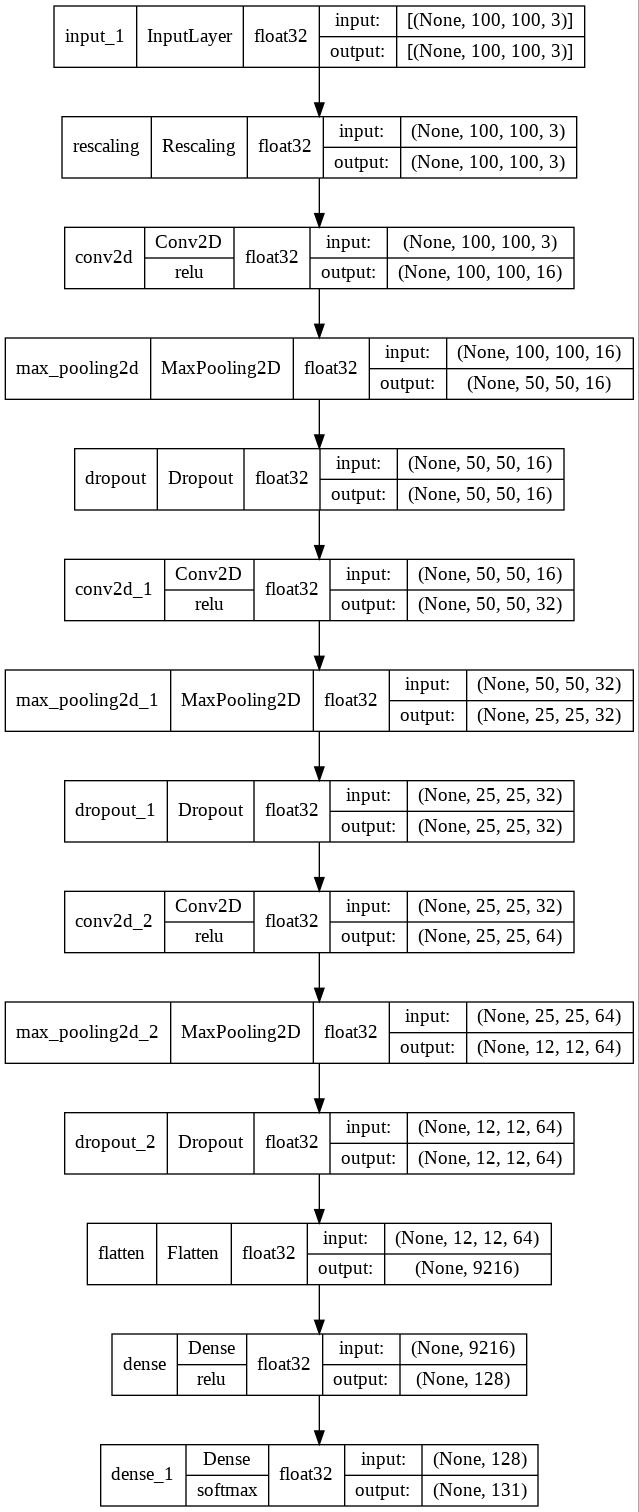 input_1 InputLayer float32 input: [(None, 100, 100, 3)]
output: [(None, 100, 100, 3)]
rescaling Rescaling float32 input: (None, 100, 100, 3)
output: (None, 100, 100, 3)
conv2d Conv2D relu float32 input: (None, 100, 100, 3)
output: (None, 100, 100, 16)
max_pooling2d MaxPooling2D float32 input: (None, 100, 100, 16)
output: (None, 50, 50, 16)
dropout Dropout float32 input: (None, 50, 50, 16)
output: (None, 50, 50, 16)
conv2d_1 Conv2D relu float32 input: (None, 50, 50, 16)
output: (None, 50, 50, 32)
max_pooling2d_1 MaxPooling2D float32 input: (None, 50, 50, 32)
output: (None, 25, 25, 32)
dropout_1 Dropout float32 input: (None, 25, 25, 32)
output: (None, 25, 25, 32)
conv2d_2 Conv2D relu float32 input: (None, 25, 25, 32)
output: (None, 25, 25, 64)
max_pooling2d_2 MaxPooling2D float32 input: (None, 25, 25, 64)
output: (None, 12, 12, 64)
dropout_2 Dropout float32 input: (None, 12, 12, 64)
output: (None, 12, 12, 64)
flatten Flatten float32 input: (None, 12, 12, 64)
output: (None, 9216)
dense Dense relu float32 input: (None, 9216)
output: (None, 128)
dense_1 Dense softmax float32 input: (None, 128)
output: (None, 131)